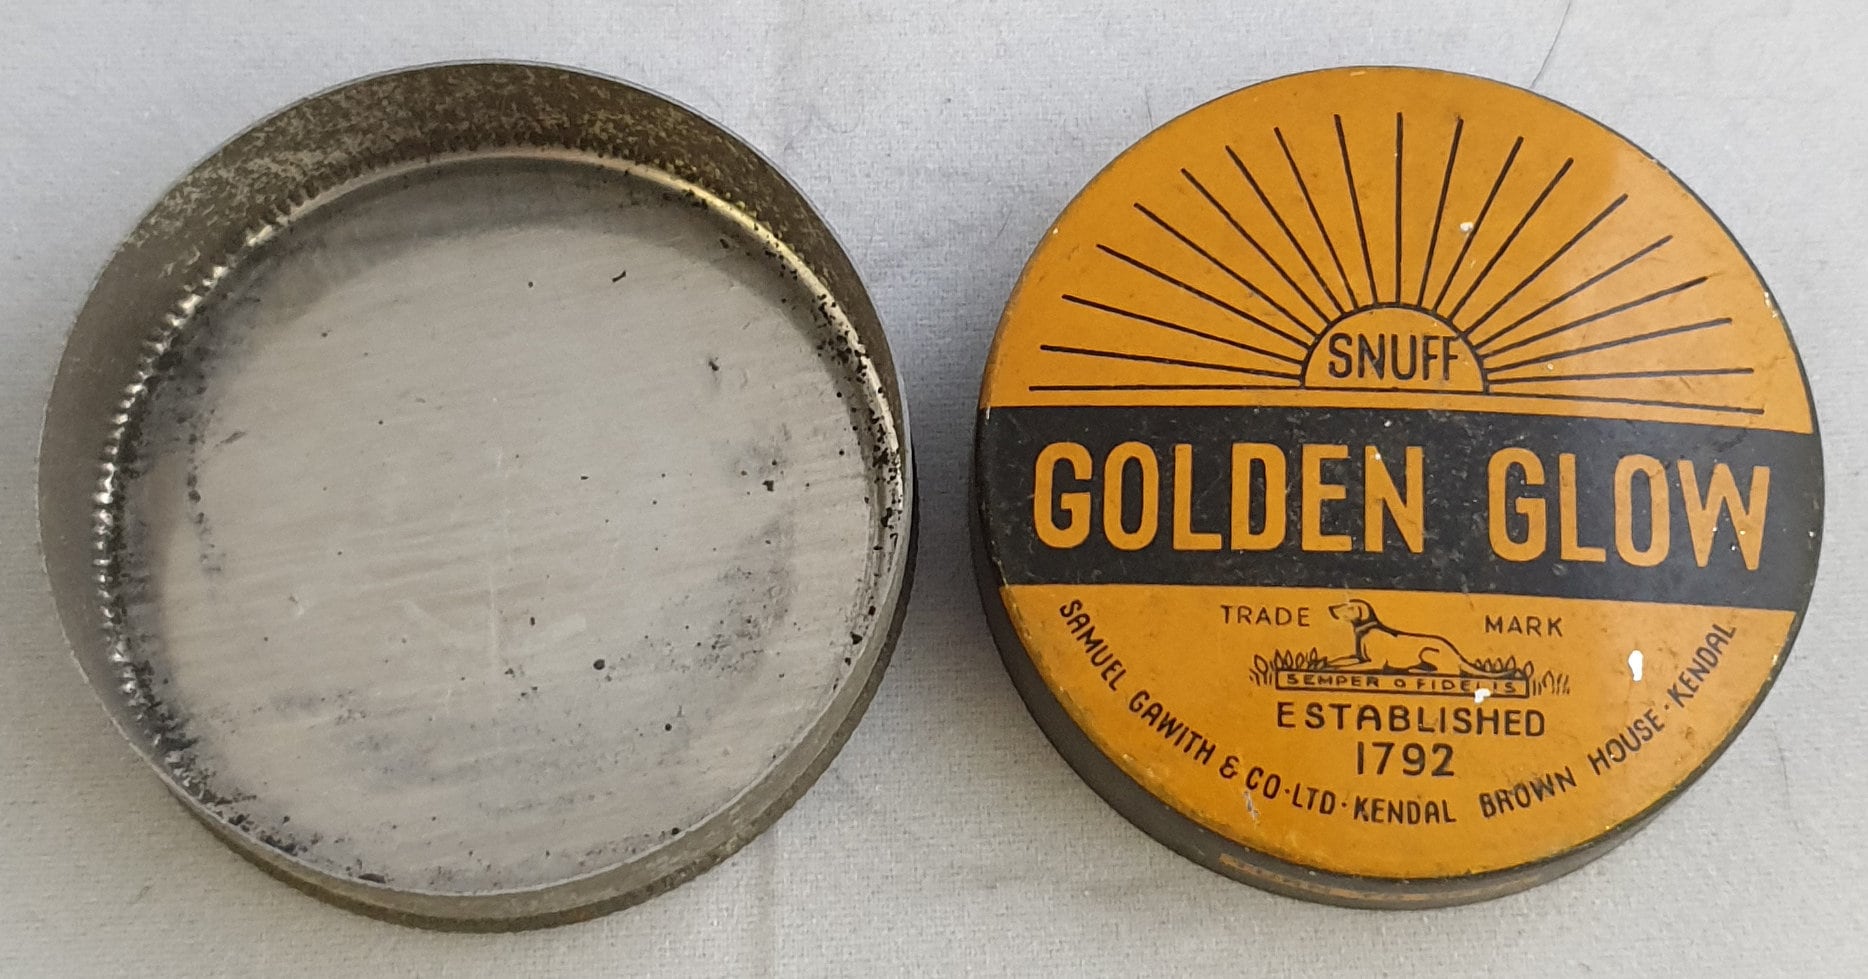 SNUFF
GOLDEN GLOW
TRADE MARK
SEMPER FIDELIS
ESTABLISHED
1792
SAMUEL GAWITH & CO·LTD·KENDAL BROWN HOUSE·KENDAL